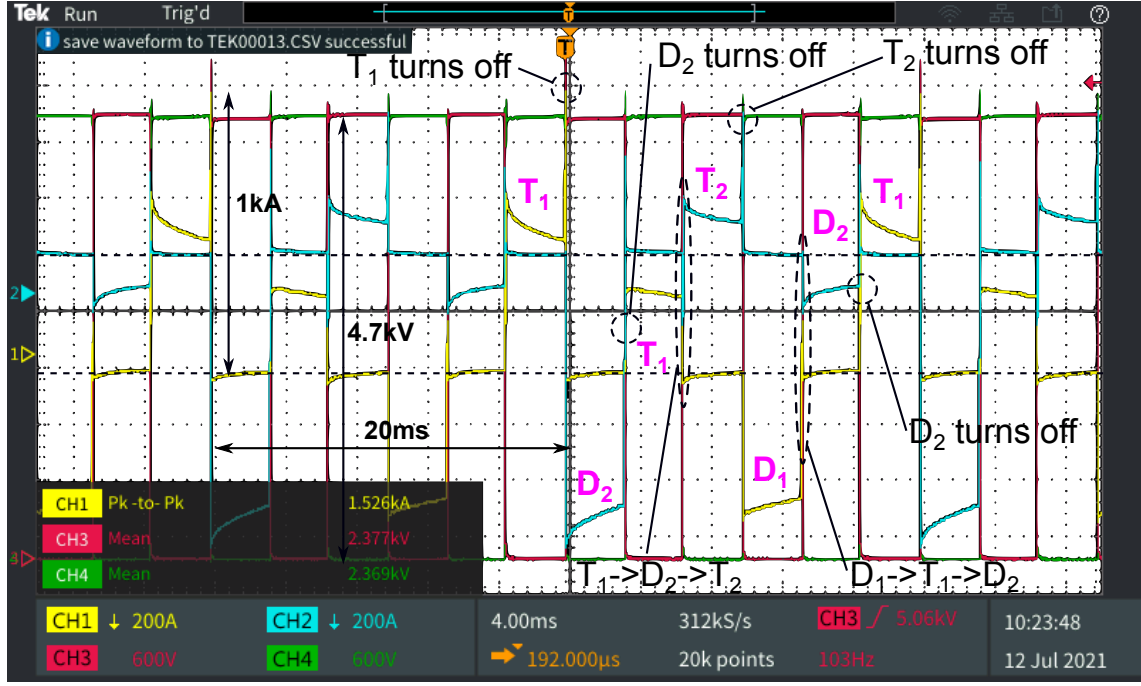 Tek Run Trig'd
T
i save waveform to TEK00013.CSV successful
T
T1 turns off
D2 turns off
T2 turns off
T1
T2
T1
D2
1kA
2
4.7kV
1
T1
20ms
D2 turns off
D2
D1
CH1 Pk -to- Pk 1.526kA
CH3 Mean 2.377kV
CH4 Mean 2.369kV
T1->D2->T2
D1->T1->D2
CH1 ↓ 200A CH2 ↓ 200A 4.00ms 312kS/s CH3 5.06kV 10:23:48
CH3 600V CH4 600V 192.000µs 20k points 103Hz 12 Jul 2021